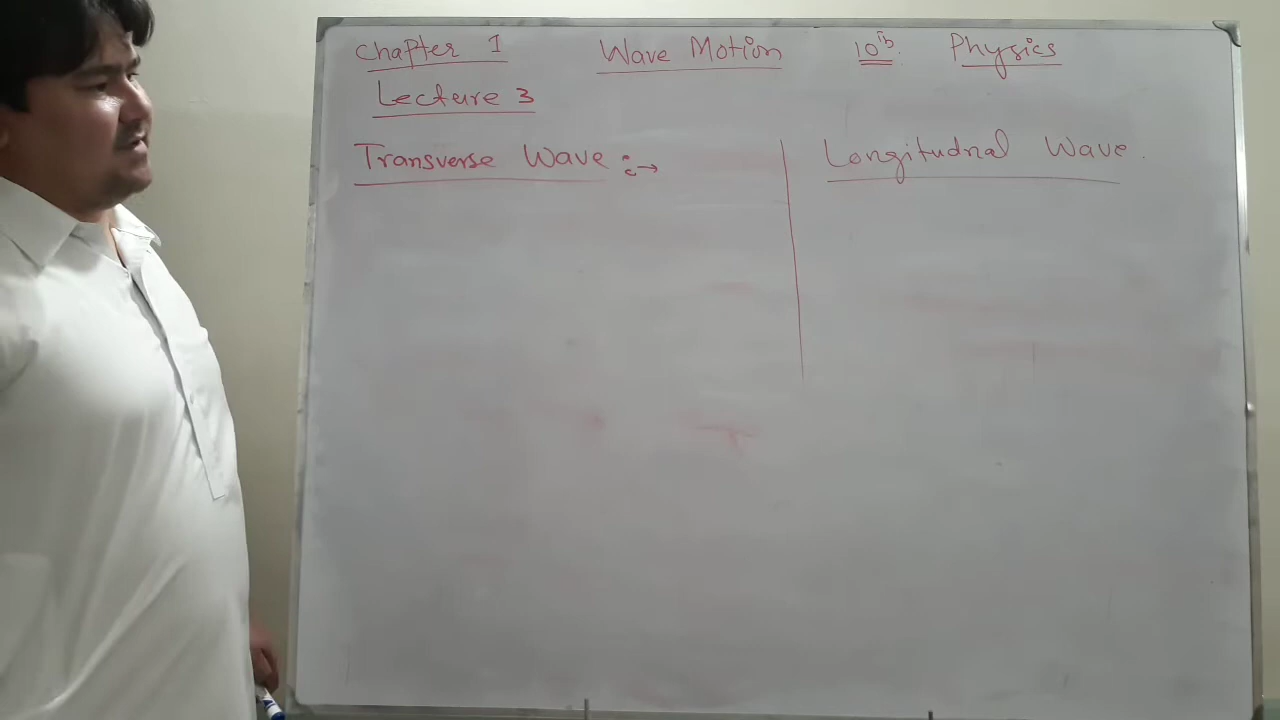 Chapter 1 Wave Motion 10th. Physics
Lecture 3
Transverse Wave :→
Longitudnal Wave.